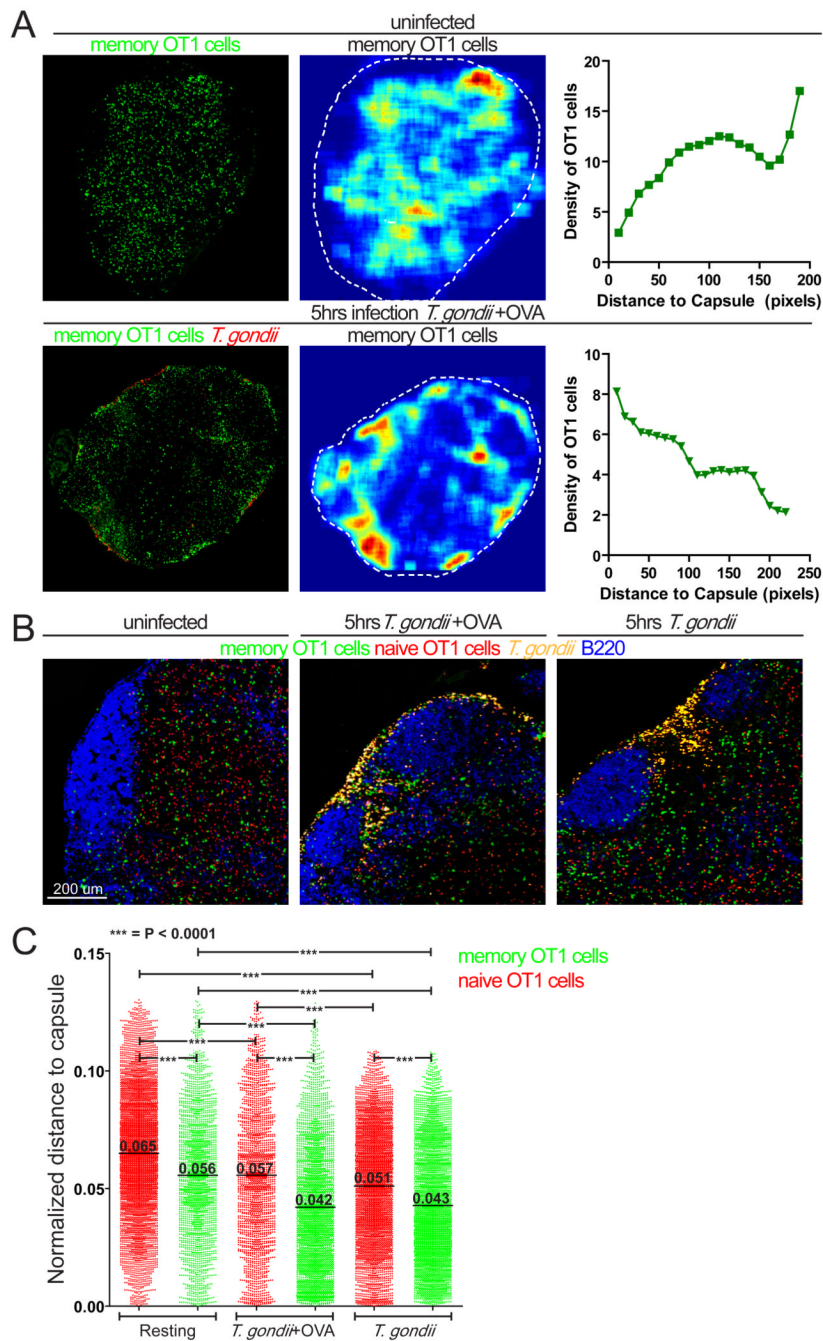 A
uninfected
memory OT1 cells
memory OT1 cells
Density of OT1 cells
20
15
10
5
0
0 50 100 150 200
Distance to Capsule (pixels)
5hrs infection T. gondii +OVA
memory OT1 cells T. gondii
memory OT1 cells
Density of OT1 cells
10
8
6
4
2
0
0 50 100 150 200 250
Distance to Capsule (pixels)
B
uninfected
5hrs T. gondii +OVA
5hrs T. gondii
memory OT1 cells naive OT1 cells T. gondii B220
200 um
C
*** = P < 0.0001
memory OT1 cells
naive OT1 cells
Normalized distance to capsule
0.15
0.10
0.05
0.00
***
***
***
***
***
***
***
***
***
0.065
0.056
0.057
0.042
0.051
0.043
Resting
T. gondii+OVA
T. gondii